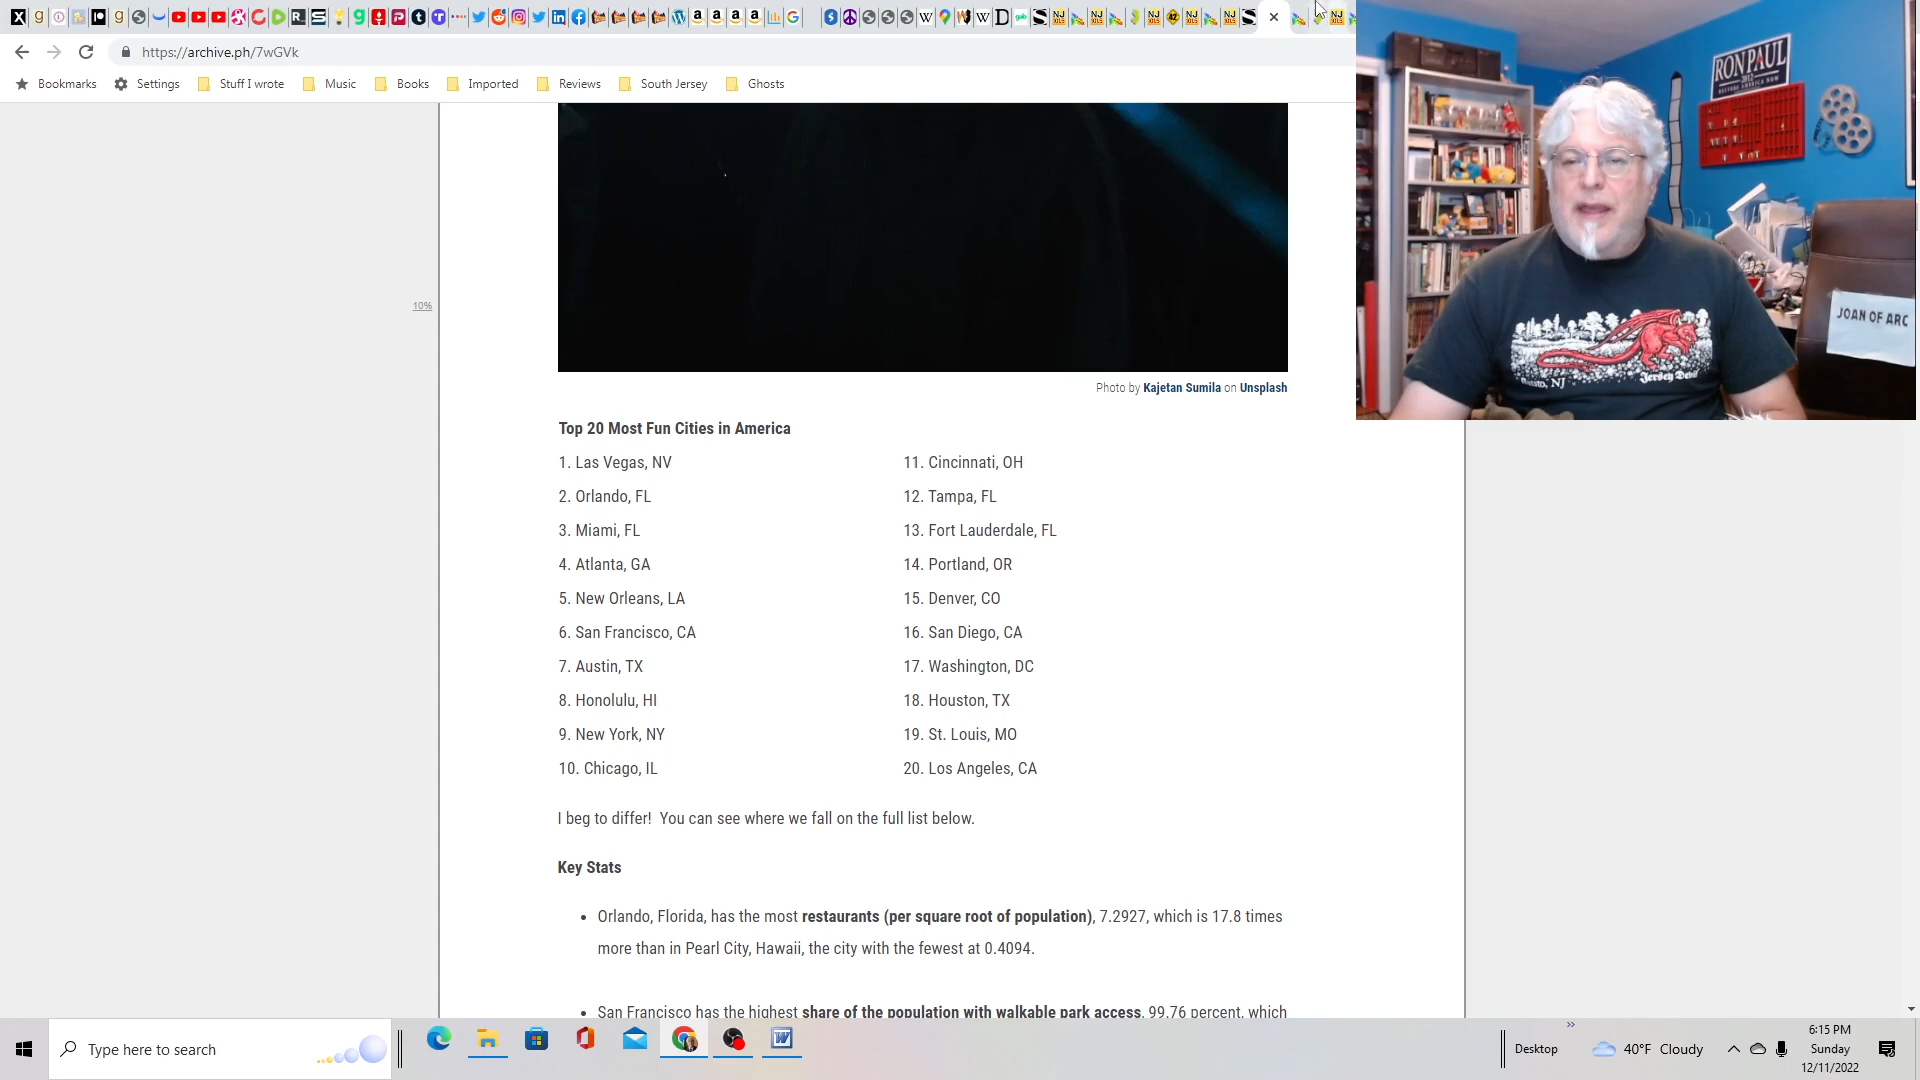 https://archive.ph/7wGVk
Bookmarks
Settings
Stuff I wrote
Music
Books
Imported
Reviews
South Jersey
Ghosts
RON PAUL
2012
RESTORE AMERICA NOW
JOAN OF ARC
NJ
Jersey Devil
10%
Photo by Kajetan Sumila on Unsplash
Top 20 Most Fun Cities in America
1. Las Vegas, NV
2. Orlando, FL
3. Miami, FL
4. Atlanta, GA
5. New Orleans, LA
6. San Francisco, CA
7. Austin, TX
8. Honolulu, HI
9. New York, NY
10. Chicago, IL
11. Cincinnati, OH
12. Tampa, FL
13. Fort Lauderdale, FL
14. Portland, OR
15. Denver, CO
16. San Diego, CA
17. Washington, DC
18. Houston, TX
19. St. Louis, MO
20. Los Angeles, CA
I beg to differ!  You can see where we fall on the full list below.
Key Stats
• Orlando, Florida, has the most restaurants (per square root of population), 7.2927, which is 17.8 times
more than in Pearl City, Hawaii, the city with the fewest at 0.4094.
• San Francisco has the highest share of the population with walkable park access, 99.76 percent, which
Type here to search
Desktop
40°F Cloudy
6:15 PM
Sunday
12/11/2022